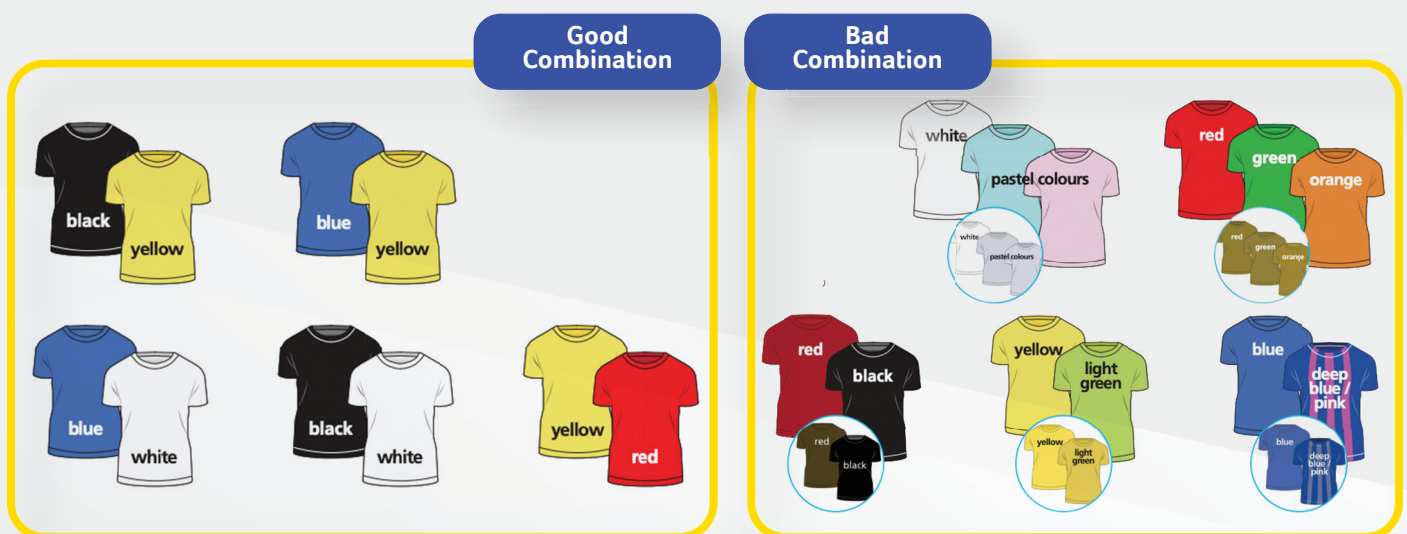 Good
Combination
Bad
Combination
black
yellow
blue
yellow
blue
white
black
white
yellow
red
white
pastel colours
white
pastel colours
red
green
orange
red
green
orange
red
black
red
black
yellow
light
green
yellow
light
green
blue
deep
blue /
pink
blue
deep
blue /
pink
)